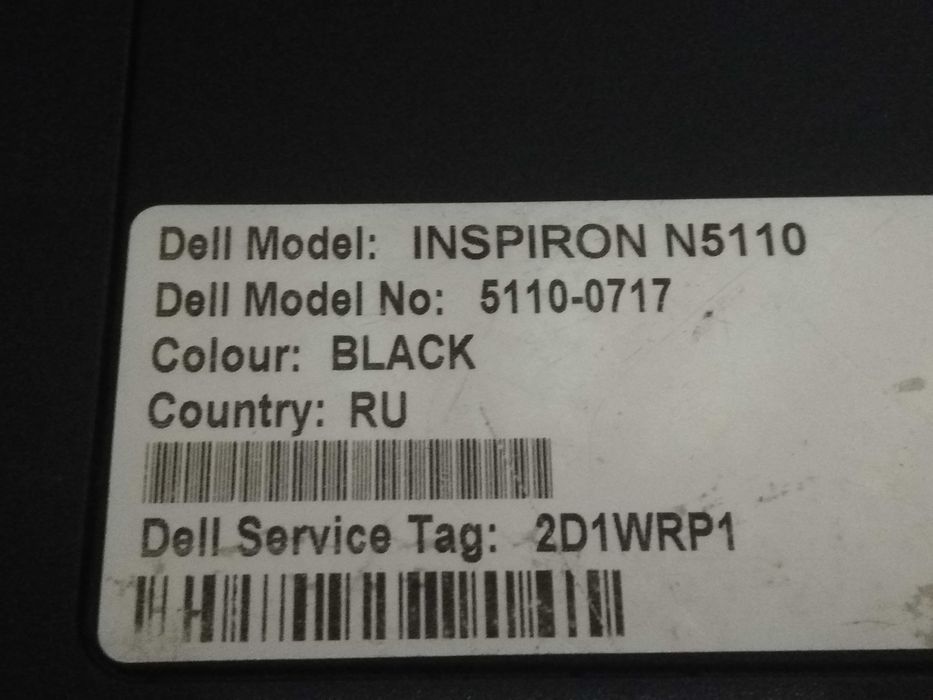 Dell Model: INSPIRON N5110
Dell Model No: 5110-0717
Colour: BLACK
Country: RU
Dell Service Tag: 2D1WRP1